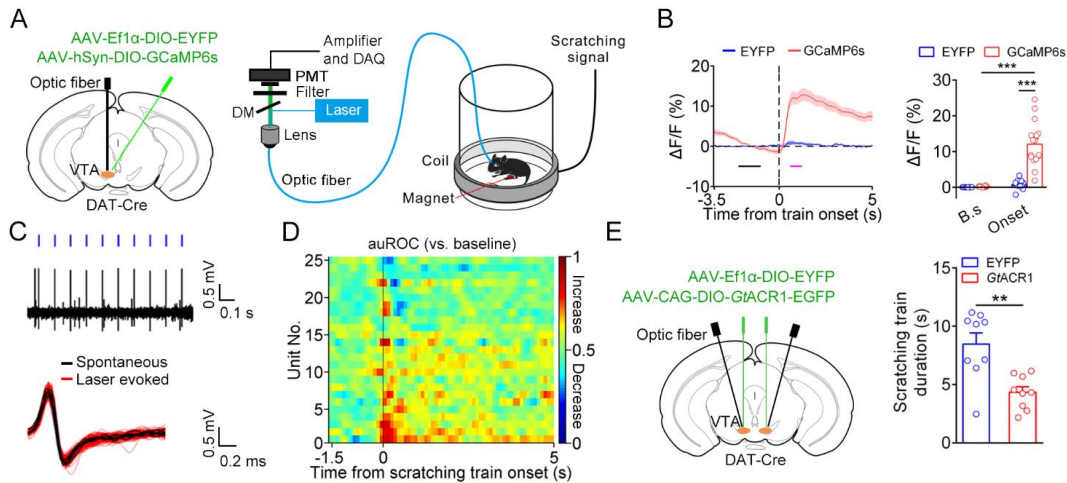 A
AAV-Ef1α-DIO-EYFP
AAV-hSyn-DIO-GCaMP6s
Optic fiber
VTA
DAT-Cre
Amplifier
and DAQ
PMT
Filter
DM
Laser
Lens
Optic fiber
Scratching
signal
Coil
Magnet
B
EYFP
GCaMP6s
ΔF/F (%)
20
10
0
-10
-3.5
0
5
Time from train onset (s)
EYFP
GCaMP6s
***
***
ΔF/F (%)
30
20
10
0
-10
B.s
Onset
C
0.5 mV
0.1 s
Spontaneous
Laser evoked
0.5 mV
0.2 ms
D
auROC (vs. baseline)
Unit No.
25
20
15
10
5
0
-1.5
0
5
Time from scratching train onset (s)
1
0.5
0
Increase
Decrease
E
AAV-Ef1α-DIO-EYFP
AAV-CAG-DIO-GtACR1-EGFP
Optic fiber
VTA
DAT-Cre
EYFP
GtACR1
**
Scratching train
duration (s)
15
10
5
0